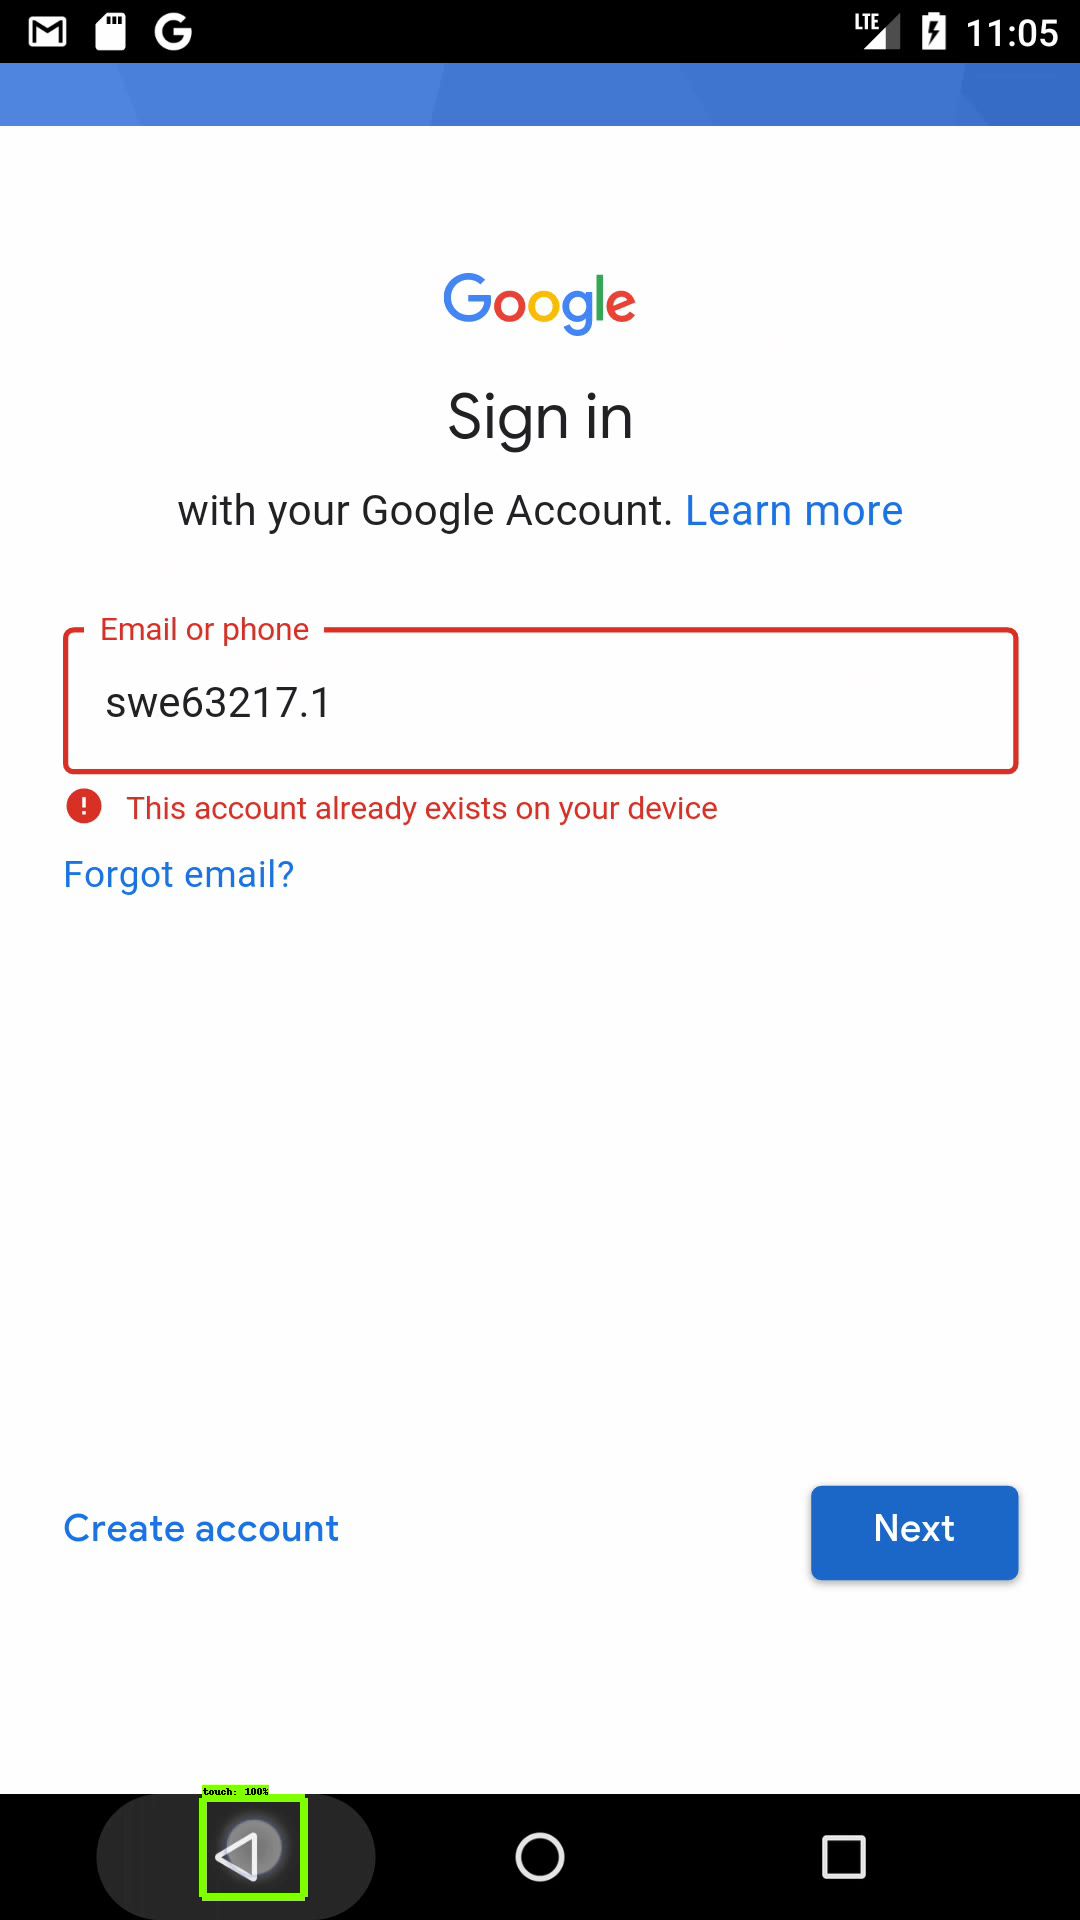 LTE 11:05
Google
Sign in
with your Google Account. Learn more
Email or phone
swe63217.1
This account already exists on your device
Forgot email?
Create account
Next
touch: 100%